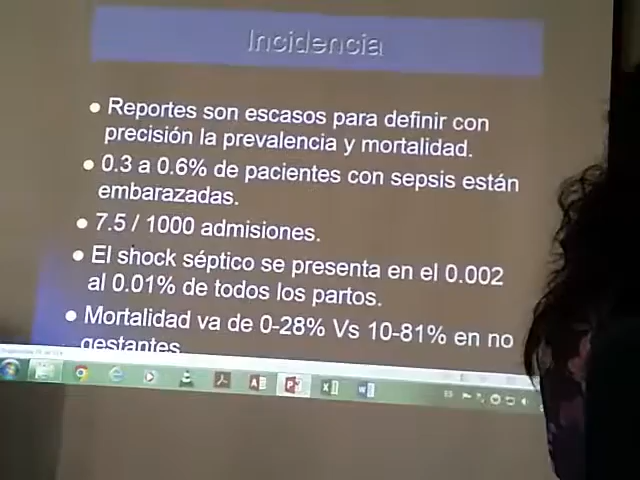 Incidencia
Reportes son escasos para definir con
precisión la prevalencia y mortalidad.
0.3 a 0.6% de pacientes con sepsis están
embarazadas.
7.5 / 1000 admisiones.
El shock séptico se presenta en el 0.002
al 0.01% de todos los partos.
Mortalidad va de 0-28% Vs 10-81% en no
gestantes
ES